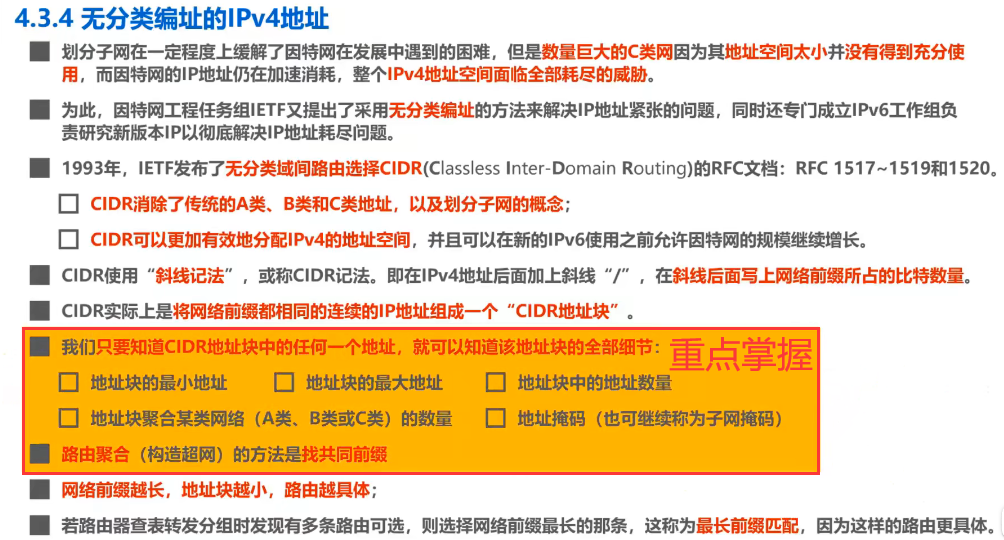 4.3.4 无分类编址的IPv4地址
划分子网在一定程度上缓解了因特网在发展中遇到的困难，但是数量巨大的C类网因为其地址空间太小并没有得到充分使
用，而因特网的IP地址仍在加速消耗，整个IPv4地址空间面临全部耗尽的威胁。
为此，因特网工程任务组IETF又提出了采用无分类编址的方法来解决IP地址紧张的问题，同时还专门成立IPv6工作组负
责研究新版本IP以彻底解决IP地址耗尽问题。
1993年，IETF发布了无分类域间路由选择CIDR(Classless Inter-Domain Routing)的RFC文档：RFC 1517~1519和1520。
CIDR消除了传统的A类、B类和C类地址，以及划分子网的概念；
CIDR可以更加有效地分配IPv4的地址空间，并且可以在新的IPv6使用之前允许因特网的规模继续增长。
CIDR使用“斜线记法”，或称CIDR记法。即在IPv4地址后面加上斜线“/”，在斜线后面写上网络前缀所占的比特数量。
CIDR实际上是将网络前缀都相同的连续的IP地址组成一个“CIDR地址块”。
我们只要知道CIDR地址块中的任何一个地址，就可以知道该地址块的全部细节： 重点掌握
地址块的最小地址 地址块的最大地址 地址块中的地址数量
地址块聚合某类网络（A类、B类或C类）的数量 地址掩码（也可继续称为子网掩码）
路由聚合（构造超网）的方法是找共同前缀
网络前缀越长，地址块越小，路由越具体；
若路由器查表转发分组时发现有多条路由可选，则选择网络前缀最长的那条，这称为最长前缀匹配，因为这样的路由更具体。